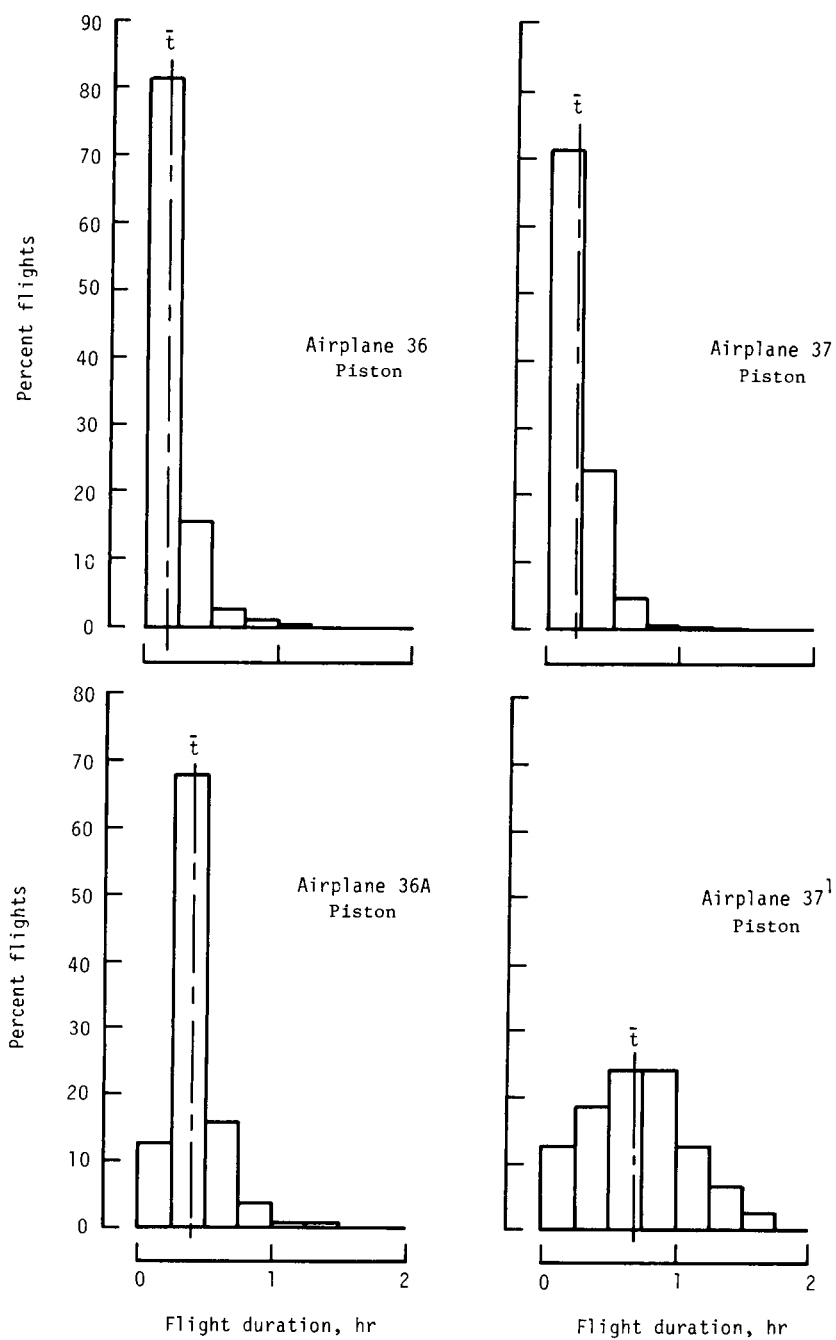 90
80
70
60
50
40
30
20
10
0
Percent flights
t̄
Airplane 36
Piston
t̄
Airplane 37
Piston
80
70
60
50
40
30
20
10
0
Percent flights
t̄
Airplane 36A
Piston
0 1 2
Flight duration, hr
t̄
Airplane 37¹
Piston
0 1 2
Flight duration, hr